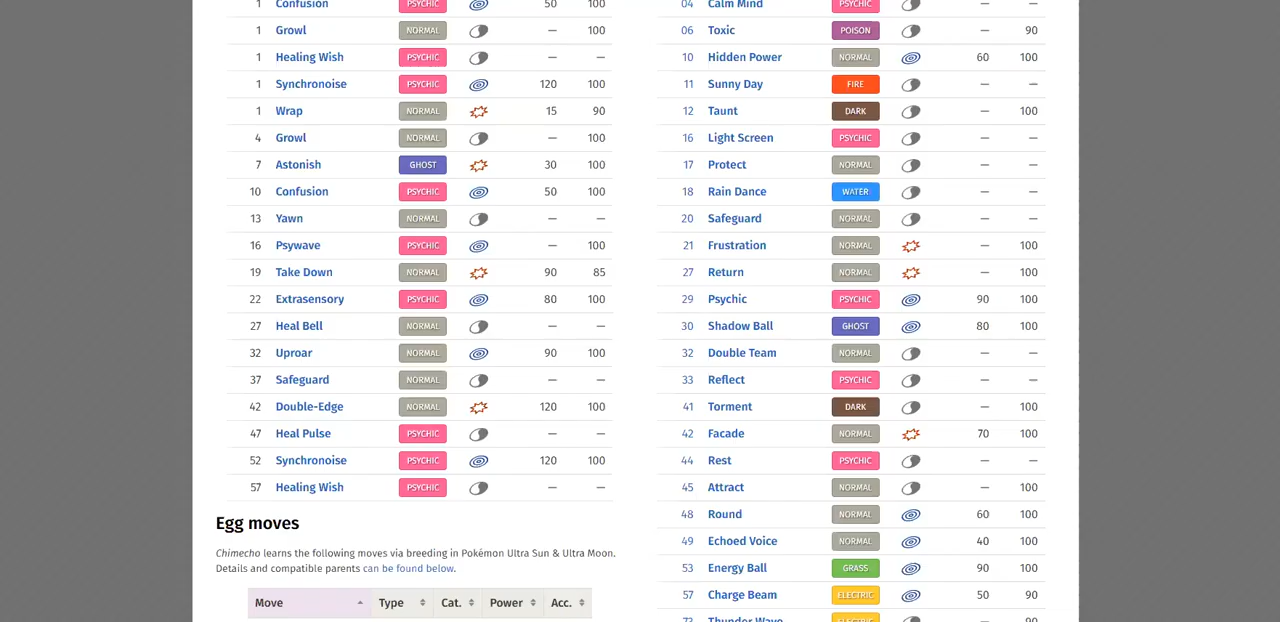 1 Confusion PSYCHIC 50 100
1 Growl NORMAL — 100
1 Healing Wish PSYCHIC — —
1 Synchronoise PSYCHIC 120 100
1 Wrap NORMAL 15 90
4 Growl NORMAL — 100
7 Astonish GHOST 30 100
10 Confusion PSYCHIC 50 100
13 Yawn NORMAL — —
16 Psywave PSYCHIC — 100
19 Take Down NORMAL 90 85
22 Extrasensory PSYCHIC 80 100
27 Heal Bell NORMAL — —
32 Uproar NORMAL 90 100
37 Safeguard NORMAL — —
42 Double-Edge NORMAL 120 100
47 Heal Pulse PSYCHIC — —
52 Synchronoise PSYCHIC 120 100
57 Healing Wish PSYCHIC — —
Egg moves
Chimecho learns the following moves via breeding in Pokémon Ultra Sun & Ultra Moon.
Details and compatible parents can be found below.
Move Type Cat. Power Acc.
04 Calm Mind PSYCHIC — —
06 Toxic POISON — 90
10 Hidden Power NORMAL 60 100
11 Sunny Day FIRE — —
12 Taunt DARK — 100
16 Light Screen PSYCHIC — —
17 Protect NORMAL — —
18 Rain Dance WATER — —
20 Safeguard NORMAL — —
21 Frustration NORMAL — 100
27 Return NORMAL — 100
29 Psychic PSYCHIC 90 100
30 Shadow Ball GHOST 80 100
32 Double Team NORMAL — —
33 Reflect PSYCHIC — —
41 Torment DARK — 100
42 Facade NORMAL 70 100
44 Rest PSYCHIC — —
45 Attract NORMAL — 100
48 Round NORMAL 60 100
49 Echoed Voice NORMAL 40 100
53 Energy Ball GRASS 90 100
57 Charge Beam ELECTRIC 50 90
73 Thunder Wave ELECTRIC — 90